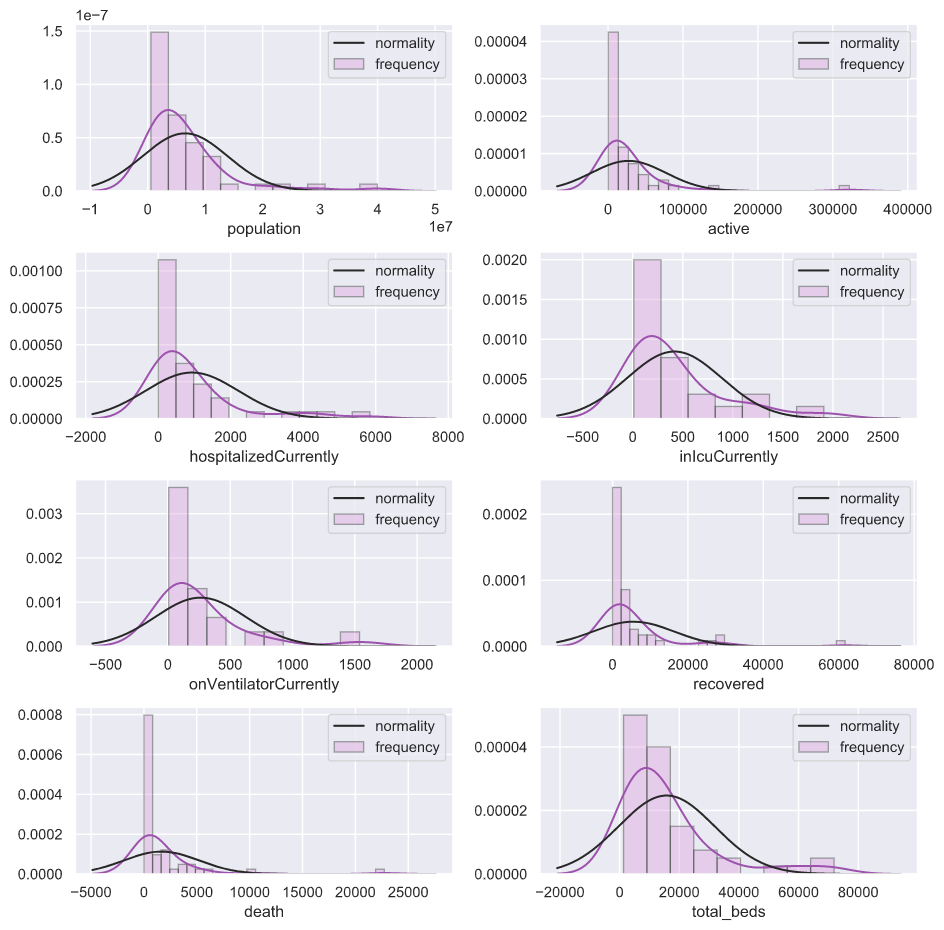 1e−7
1.5
1.0
0.5
0.0
normality
frequency
−1 0 1 2 3 4 5
1e7
population
0.00004
0.00003
0.00002
0.00001
0.00000
normality
frequency
0 100000 200000 300000 400000
active
0.00100
0.00075
0.00050
0.00025
0.00000
normality
frequency
−2000 0 2000 4000 6000 8000
hospitalizedCurrently
0.0020
0.0015
0.0010
0.0005
0.0000
normality
frequency
−500 0 500 1000 1500 2000 2500
inIcuCurrently
0.003
0.002
0.001
0.000
normality
frequency
−500 0 500 1000 1500 2000
onVentilatorCurrently
0.0002
0.0001
0.0000
normality
frequency
0 20000 40000 60000 80000
recovered
0.0008
0.0006
0.0004
0.0002
0.0000
normality
frequency
−5000 0 5000 10000 15000 20000 25000
death
0.00004
0.00002
0.00000
normality
frequency
−20000 0 20000 40000 60000 80000
total_beds